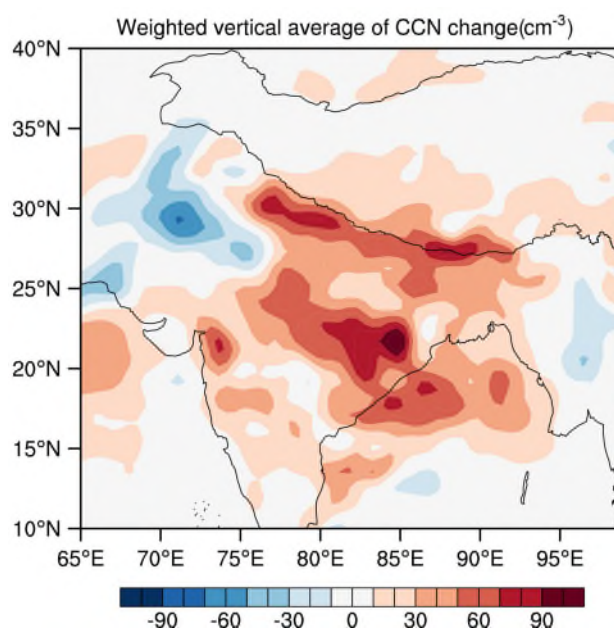 Weighted vertical average of CCN change(cm-3)
40°N
35°N
30°N
25°N
20°N
15°N
10°N
65°E 70°E 75°E 80°E 85°E 90°E 95°E
-90 -60 -30 0 30 60 90